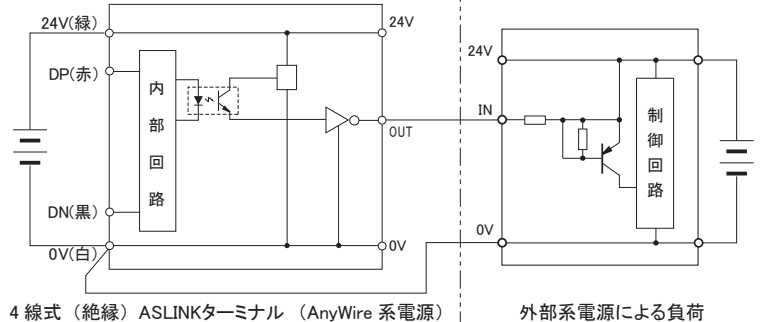 24V(緑)
24V
DP(赤)
内部回路
OUT
DN(黒)
0V(白)
0V
24V
IN
制御回路
0V
4線式（絶縁）ASLINKターミナル （AnyWire 系電源）
外部系電源による負荷